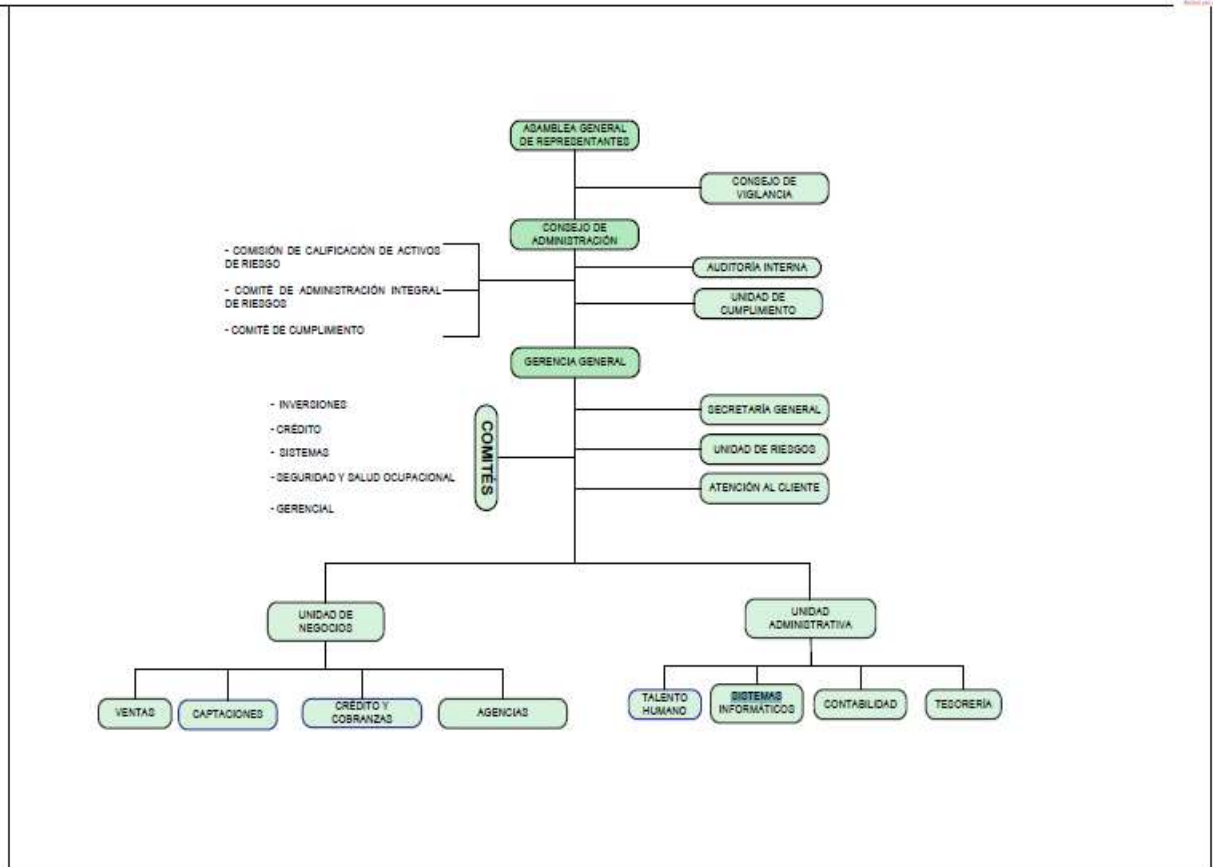 ASAMBLEA GENERAL
DE REPRESENTANTES
CONSEJO DE
VIGILANCIA
CONSEJO DE
ADMINISTRACIÓN
- COMISIÓN DE CALIFICACIÓN DE ACTIVOS
DE RIESGO
- COMITÉ DE ADMINISTRACIÓN INTEGRAL
DE RIESGOS
- COMITÉ DE CUMPLIMIENTO
AUDITORÍA INTERNA
UNIDAD DE
CUMPLIMIENTO
GERENCIA GENERAL
- INVERSIONES
- CRÉDITO
- SISTEMAS
- SEGURIDAD Y SALUD OCUPACIONAL
- GERENCIAL
COMITÉS
SECRETARÍA GENERAL
UNIDAD DE RIESGOS
ATENCIÓN AL CLIENTE
UNIDAD DE
NEGOCIOS
UNIDAD
ADMINISTRATIVA
VENTAS
CAPTACIONES
CRÉDITO Y
COBRANZAS
AGENCIAS
TALENTO
HUMANO
SISTEMAS
INFORMÁTICOS
CONTABILIDAD
TESORERÍA